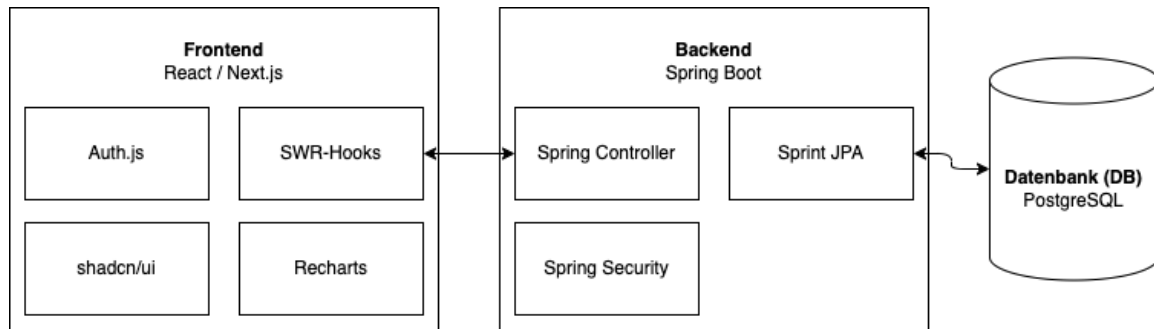 Frontend
React / Next.js
Auth.js
SWR-Hooks
shadcn/ui
Recharts
Backend
Spring Boot
Spring Controller
Sprint JPA
Spring Security
Datenbank (DB)
PostgreSQL